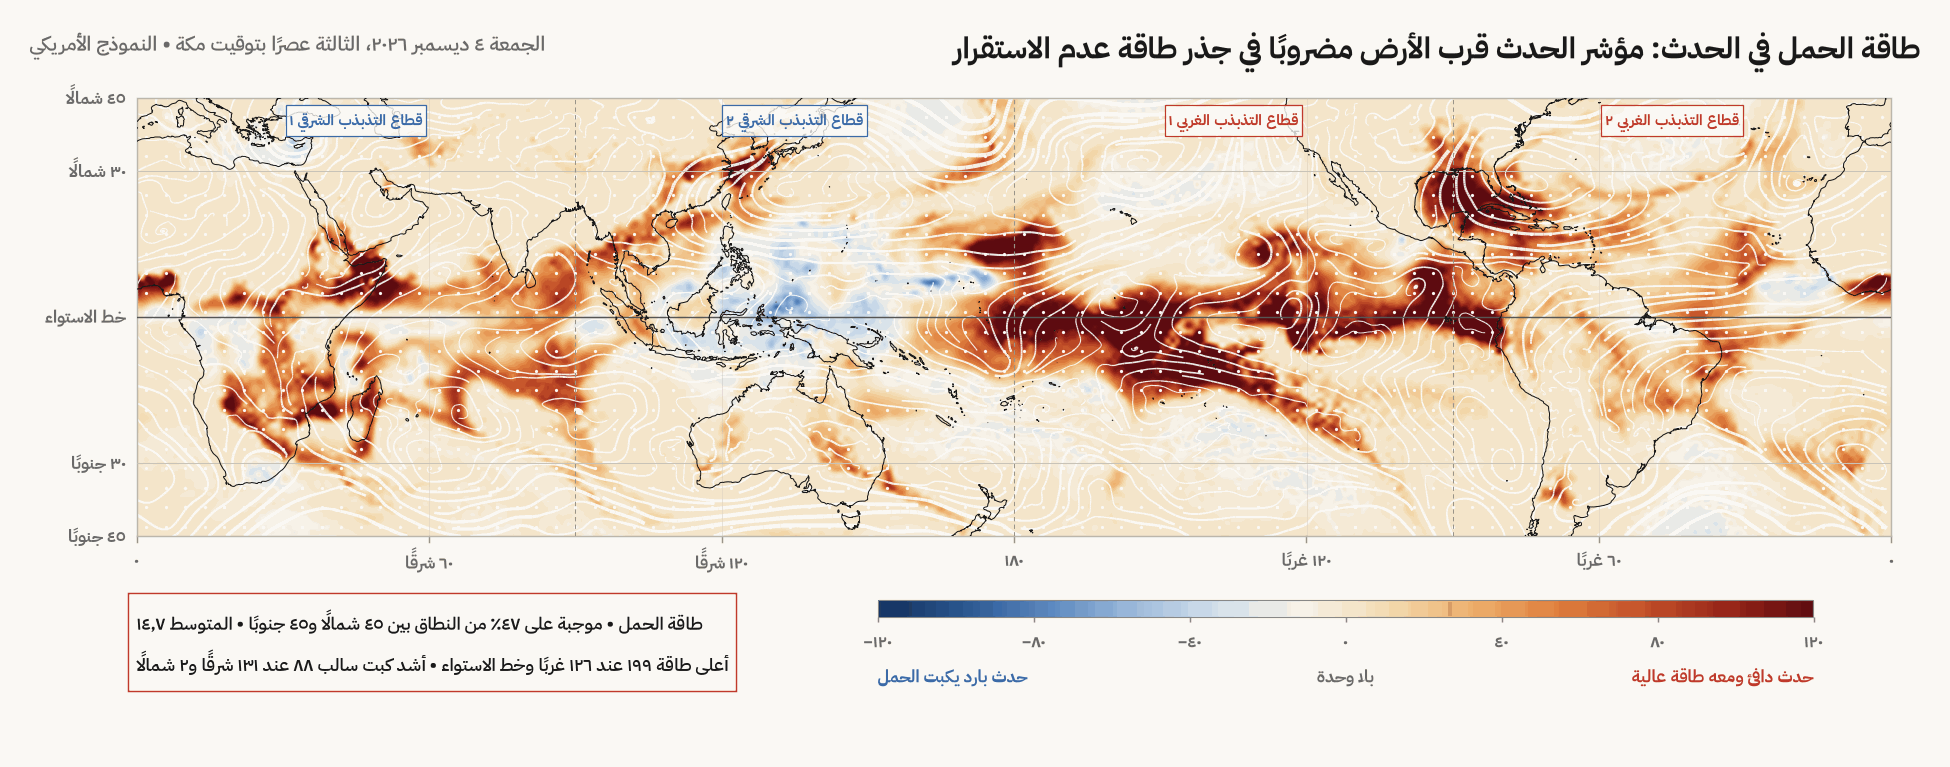 طاقة الحمل في الحدث: مؤشر الحدث قرب الأرض مضروبًا في جذر طاقة عدم الاستقرار
الجمعة ٤ ديسمبر ٢٠٢٦، الثالثة عصرًا بتوقيت مكة • النموذج الأمريكي
قطاع التذبذب الشرقي ١
قطاع التذبذب الشرقي ٢
قطاع التذبذب الغربي ١
قطاع التذبذب الغربي ٢
٤٥ شمالًا
٣٠ شمالًا
خط الاستواء
٣٠ جنوبًا
٤٥ جنوبًا
٠
٦٠ شرقًا
١٢٠ شرقًا
١٨٠
١٢٠ غربًا
٦٠ غربًا
٠
طاقة الحمل • موجبة على ٤٧٪ من النطاق بين ٤٥ شمالًا و٤٥ جنوبًا • المتوسط ١٤٫٧
أعلى طاقة ١٩٩ عند ١٢٦ غربًا وخط الاستواء • أشد كبت سالب ٨٨ عند ١٣١ شرقًا و٢ شمالًا
−١٢٠
−٨٠
−٤٠
٠
٤٠
٨٠
١٢٠
حدث بارد يكبت الحمل
بلا وحدة
حدث دافئ ومعه طاقة عالية